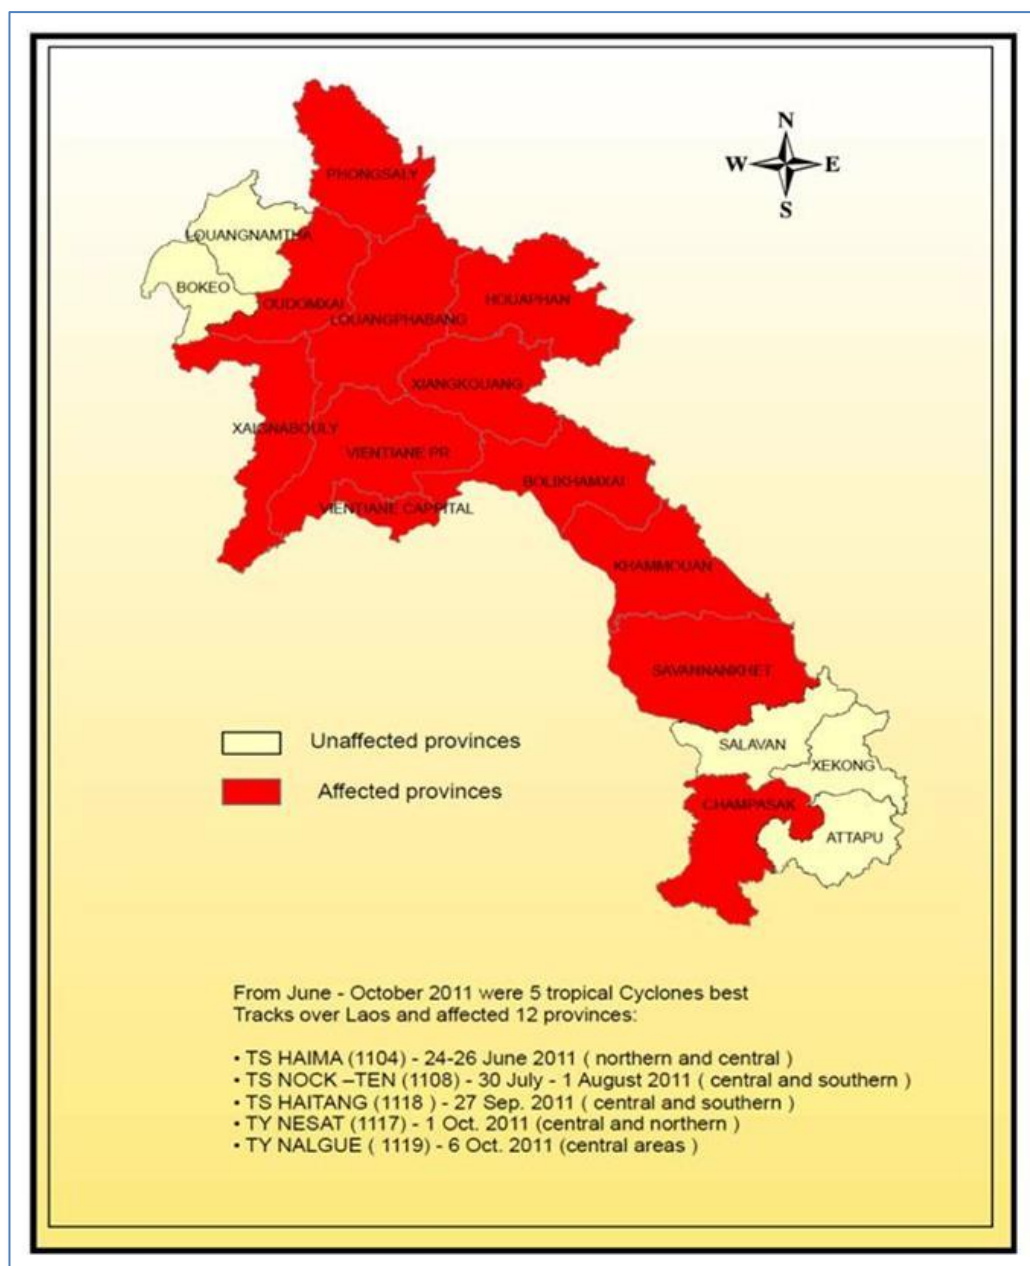 N
W E
S
PHONGSALY
LOUANGNAMTHA
BOKEO
OUDOMXAI
HOUAPHAN
LOUANGPHABANG
XIANGKOUANG
XAIGNABOULY
VIENTIANE PR
BOLIKHAMXAI
VIENTIANE CAPPITAL
KHAMMOUAN
SAVANNANKHET
Unaffected provinces
SALAVAN
XEKONG
Affected provinces
CHAMPASAK
ATTAPU
From June - October 2011 were 5 tropical Cyclones best
Tracks over Laos and affected 12 provinces:
• TS HAIMA (1104) - 24-26 June 2011 ( northern and central )
• TS NOCK –TEN (1108) - 30 July - 1 August 2011 ( central and southern )
• TS HAITANG (1118 ) - 27 Sep. 2011 ( central and southern )
• TY NESAT (1117) - 1 Oct. 2011 (central and northern )
• TY NALGUE ( 1119) - 6 Oct. 2011 (central areas )